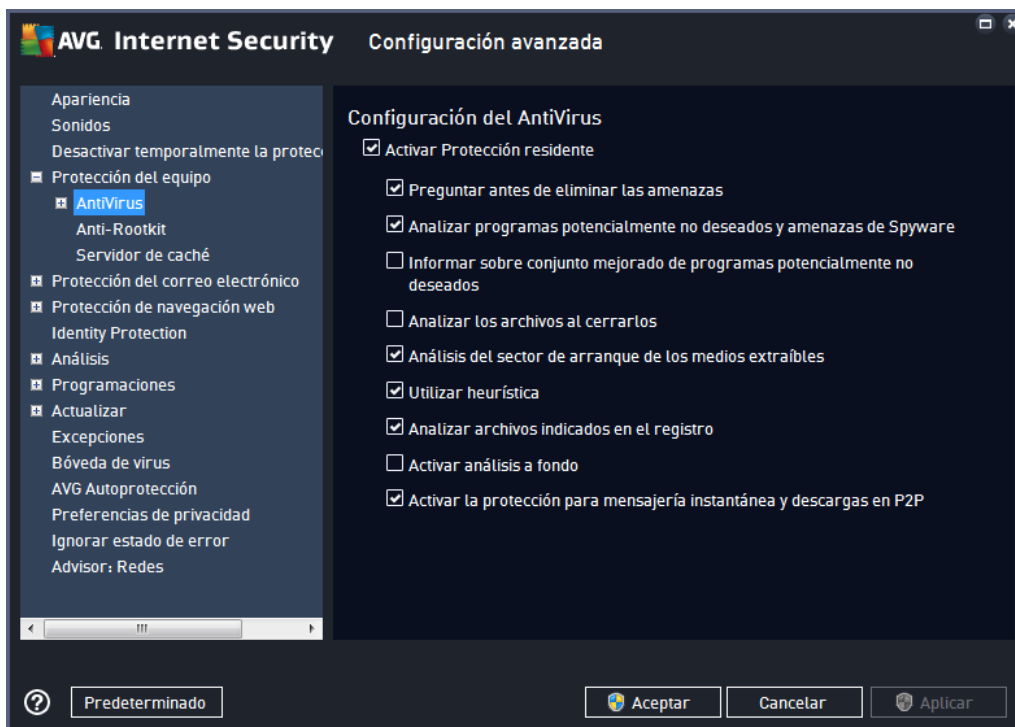 AVG. Internet Security
Configuración avanzada
Apariencia
Sonidos
Desactivar temporalmente la protec
Protección del equipo
AntiVirus
Anti-Rootkit
Servidor de caché
Protección del correo electrónico
Protección de navegación web
Identity Protection
Análisis
Programaciones
Actualizar
Excepciones
Bóveda de virus
AVG Autoprotección
Preferencias de privacidad
Ignorar estado de error
Advisor: Redes
Configuración del AntiVirus
Activar Protección residente
Preguntar antes de eliminar las amenazas
Analizar programas potencialmente no deseados y amenazas de Spyware
Informar sobre conjunto mejorado de programas potencialmente no
deseados
Analizar los archivos al cerrarlos
Análisis del sector de arranque de los medios extraíbles
Utilizar heurística
Analizar archivos indicados en el registro
Activar análisis a fondo
Activar la protección para mensajería instantánea y descargas en P2P
Predeterminado
Aceptar
Cancelar
Aplicar